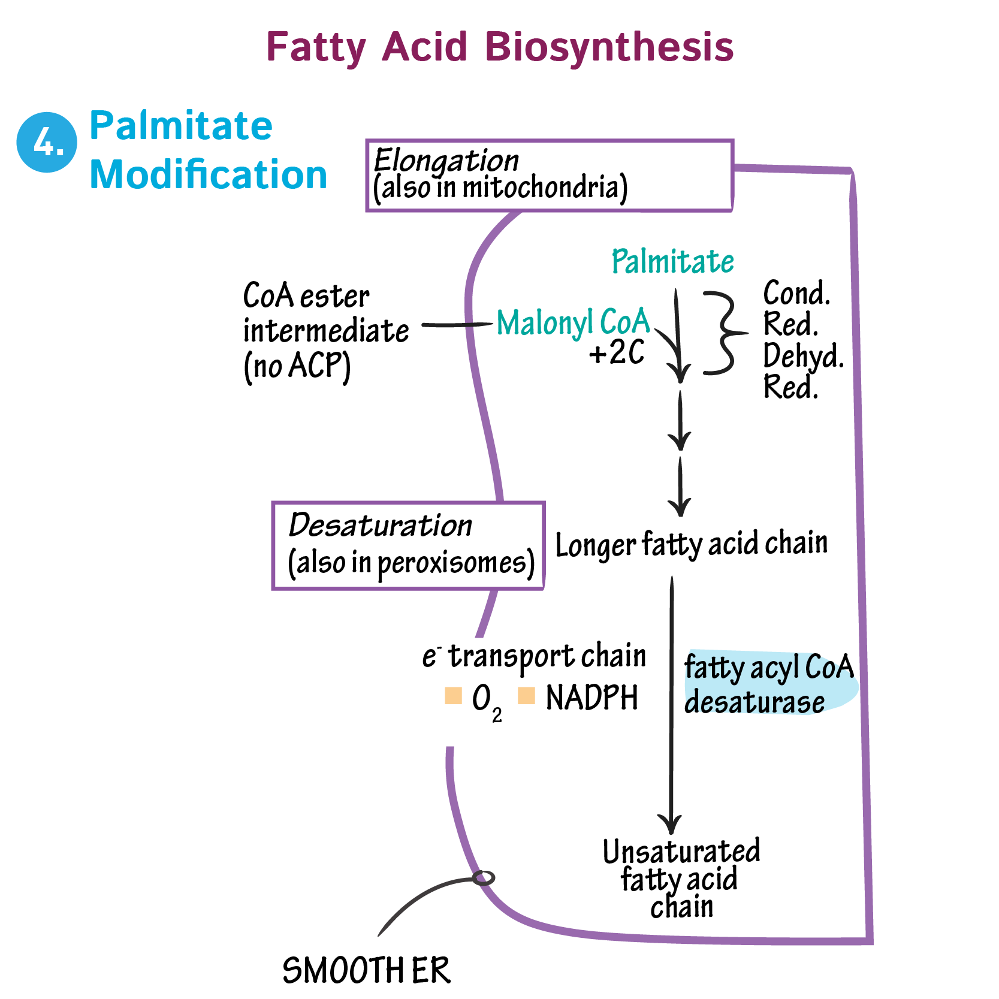 Fatty Acid Biosynthesis
4. Palmitate
Modification
Elongation
(also in mitochondria)
Palmitate
CoA ester
intermediate
(no ACP)
Malonyl CoA
+2C
Cond.
Red.
Dehyd.
Red.
Desaturation
(also in peroxisomes)
Longer fatty acid chain
e⁻ transport chain
O₂ NADPH
fatty acyl CoA
desaturase
Unsaturated
fatty acid
chain
SMOOTH ER